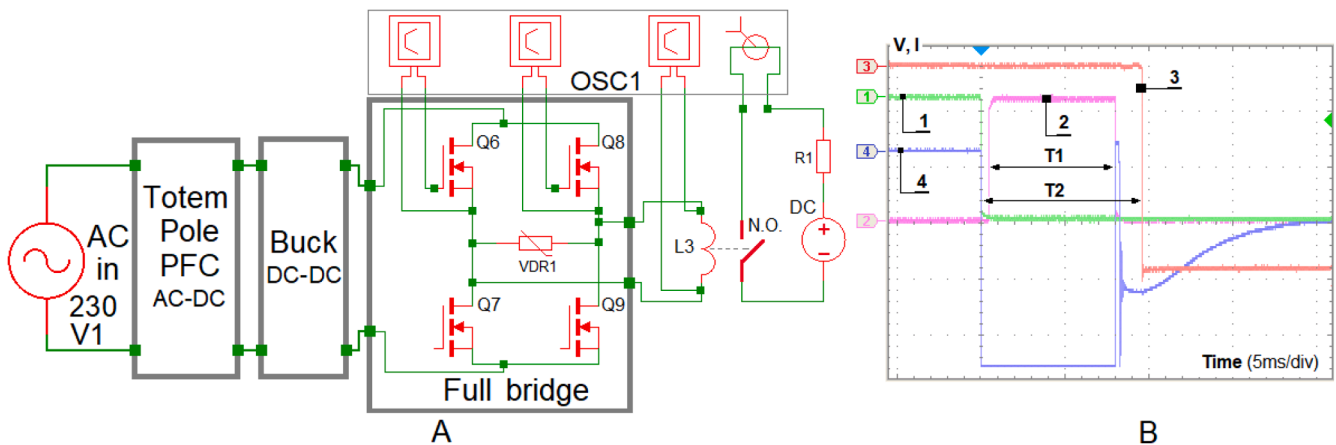 OSC1
Q6
Q8
R1
DC
AC
in
230
V1
Totem
Pole
PFC
AC-DC
Buck
DC-DC
VDR1
L3
N.O.
Q7
Q9
Full bridge
A
V, I
3
3
1
1
2
T1
4
4
T2
2
Time (5ms/div)
B